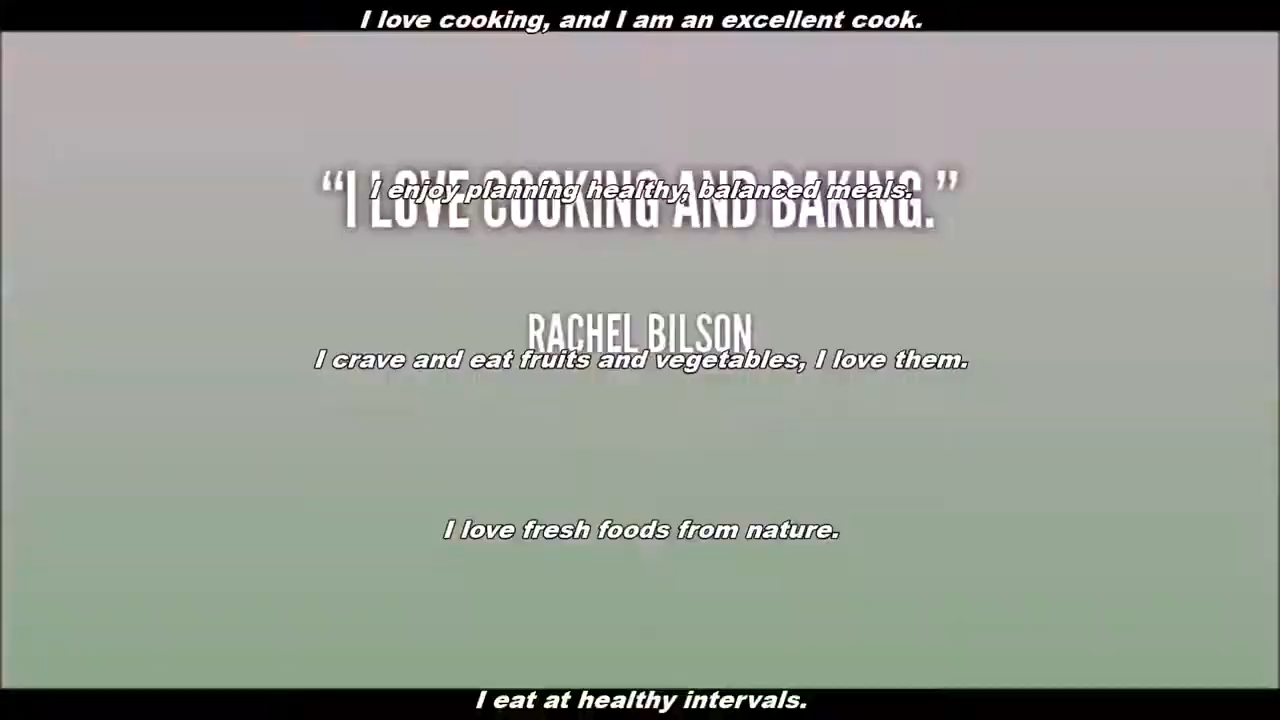 I love cooking, and I am an excellent cook.
I enjoy planning healthy, balanced meals.
“I LOVE COOKING AND BAKING.”
RACHEL BILSON
I crave and eat fruits and vegetables, I love them.
I love fresh foods from nature.
I eat at healthy intervals.